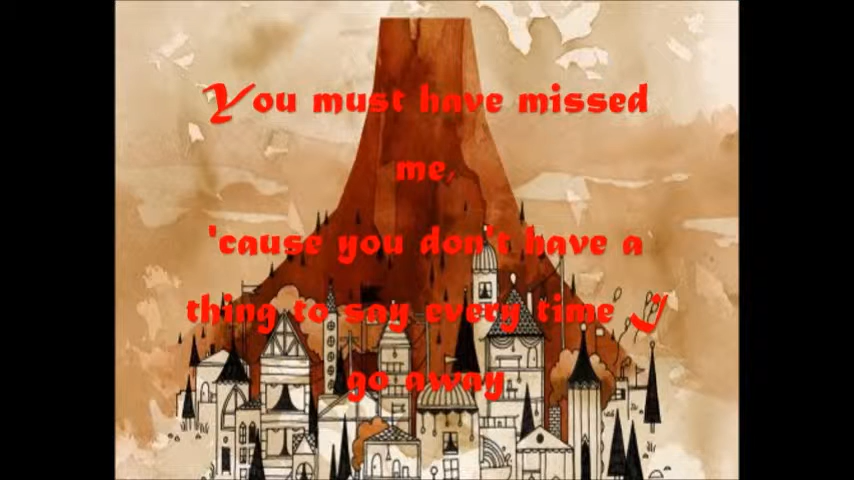 You must have missed
me,
'cause you don't have a
thing to say every time I
go away